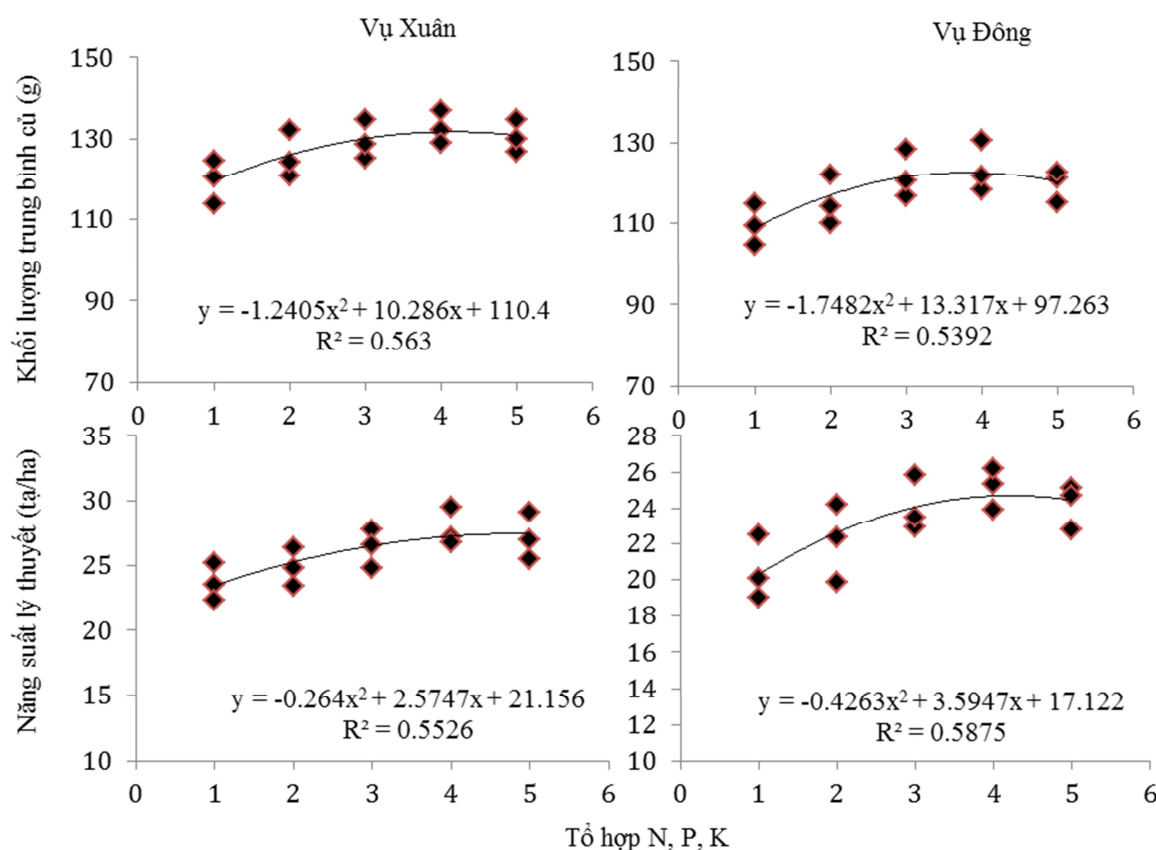 Vụ Xuân
Vụ Đông
Khối lượng trung bình củ (g)
150
130
110
90
70
y = -1.2405x² + 10.286x + 110.4
R² = 0.563
0 1 2 3 4 5 6
150
130
110
90
70
y = -1.7482x² + 13.317x + 97.263
R² = 0.5392
0 1 2 3 4 5 6
Năng suất lý thuyết (tạ/ha)
35
30
25
20
15
10
y = -0.264x² + 2.5747x + 21.156
R² = 0.5526
0 1 2 3 4 5 6
28
26
24
22
20
18
16
14
12
10
y = -0.4263x² + 3.5947x + 17.122
R² = 0.5875
0 1 2 3 4 5 6
Tổ hợp N, P, K